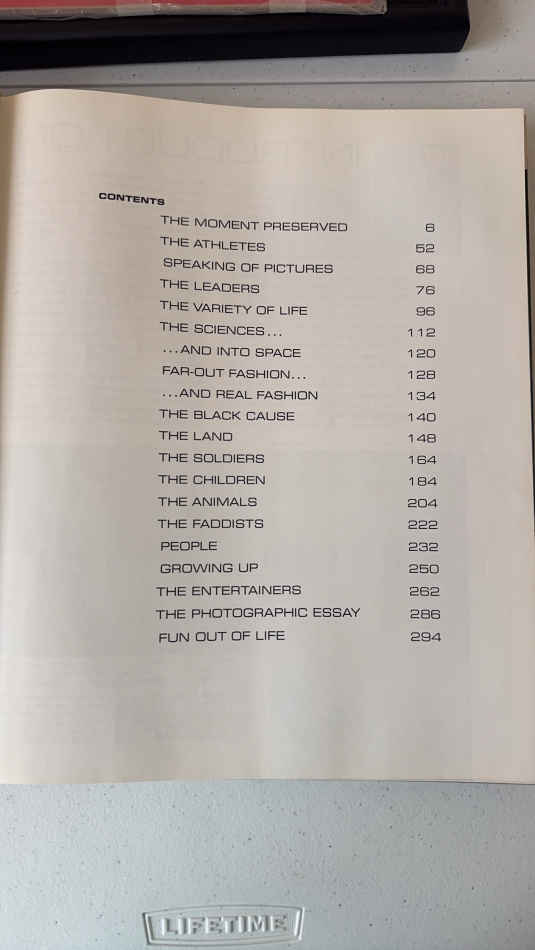 CONTENTS
THE MOMENT PRESERVED 6
THE ATHLETES 52
SPEAKING OF PICTURES 68
THE LEADERS 76
THE VARIETY OF LIFE 96
THE SCIENCES... 112
...AND INTO SPACE 120
FAR-OUT FASHION... 128
...AND REAL FASHION 134
THE BLACK CAUSE 140
THE LAND 148
THE SOLDIERS 164
THE CHILDREN 184
THE ANIMALS 204
THE FADDISTS 222
PEOPLE 232
GROWING UP 250
THE ENTERTAINERS 262
THE PHOTOGRAPHIC ESSAY 286
FUN OUT OF LIFE 294
LIFETIME